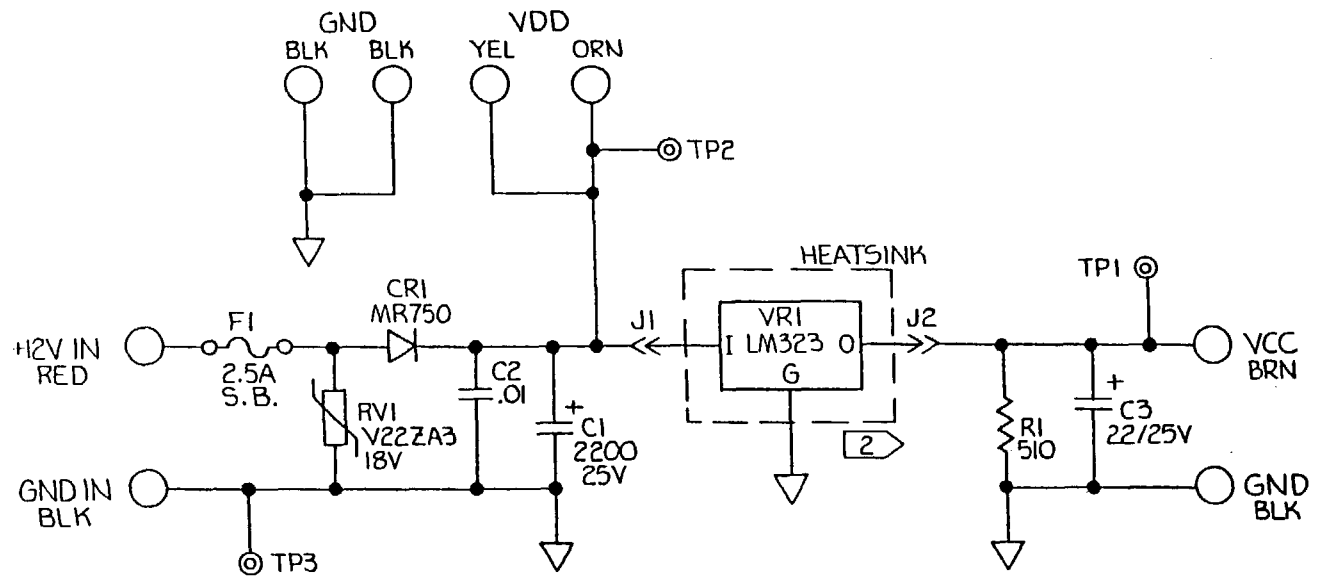 GND
VDD
BLK
BLK
YEL
ORN
TP2
HEATSINK
TP1
CR1
MR750
F1
J1
VR1
J2
+12V IN
RED
I LM323 O
VCC
BRN
2.5A
S.B.
C2
.01
G
+
+
RV1
V22ZA3
18V
C1
2200
25V
2
R1
510
C3
22/25V
GND IN
BLK
GND
BLK
TP3